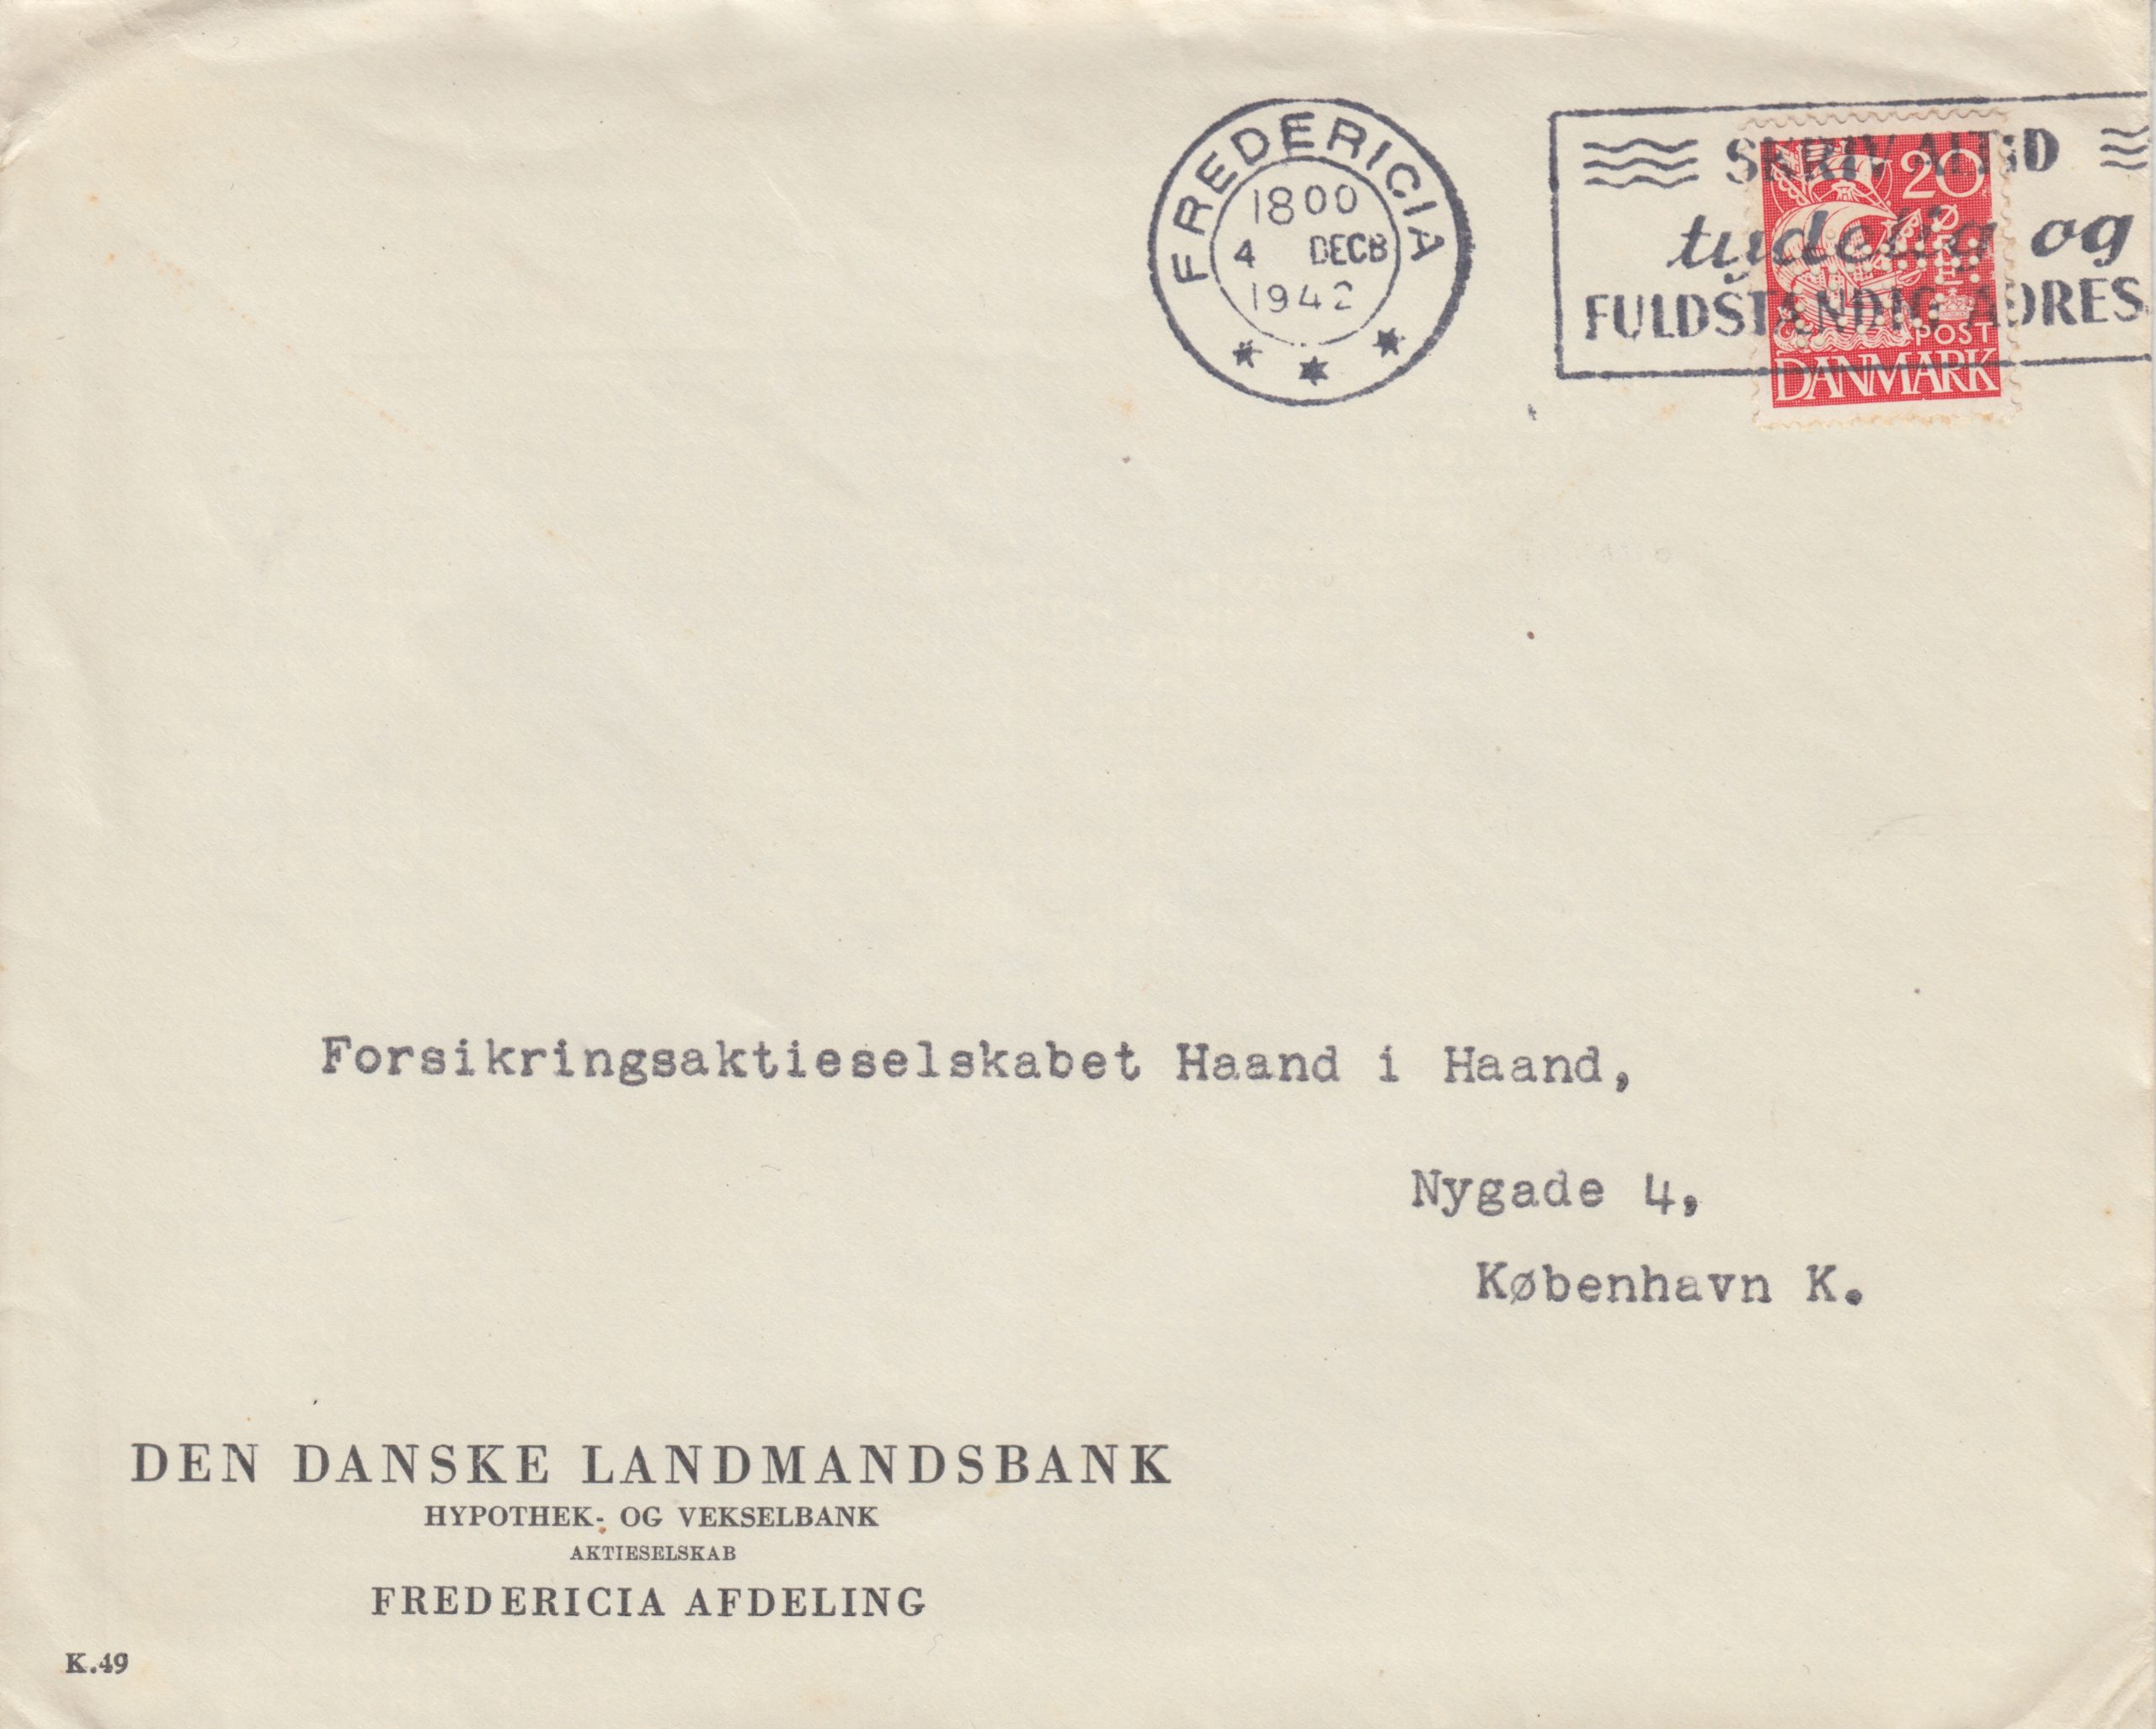 FREDERICIA
1800
4 DECB
1942
SKRIV ALTID
tydelig og
FULDSTÆNDIG ADRES
20
ØRE
POST
DANMARK
Forsikringsaktieselskabet Haand i Haand,
Nygade 4,
København K.
DEN DANSKE LANDMANDSBANK
HYPOTHEK- OG VEKSELBANK
AKTIESELSKAB
FREDERICIA AFDELING
K.49